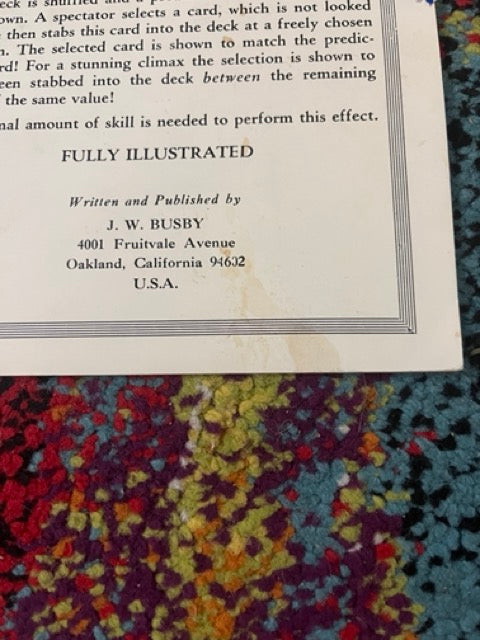 own. A spectator selects a card, which is not looked
then stabs this card into the deck at a freely chosen
The selected card is shown to match the predic-
rd! For a stunning climax the selection is shown to
een stabbed into the deck between the remaining
the same value!
nal amount of skill is needed to perform this effect.
FULLY ILLUSTRATED
Written and Published by
J. W. BUSBY
4001 Fruitvale Avenue
Oakland, California 94602
U.S.A.